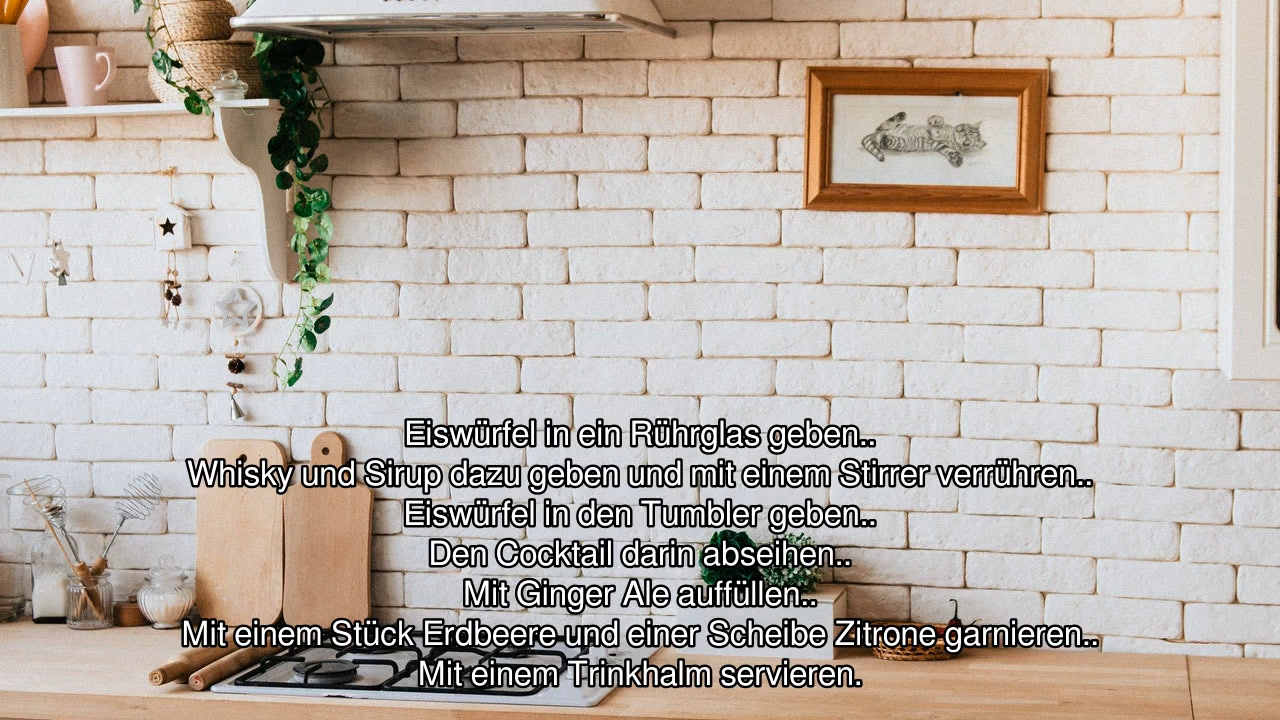 Eiswürfel in ein Rührglas geben..
Whisky und Sirup dazu geben und mit einem Stirrer verrühren..
Eiswürfel in den Tumbler geben..
Den Cocktail darin abseihen..
Mit Ginger Ale auffüllen..
Mit einem Stück Erdbeere und einer Scheibe Zitrone garnieren..
Mit einem Trinkhalm servieren.